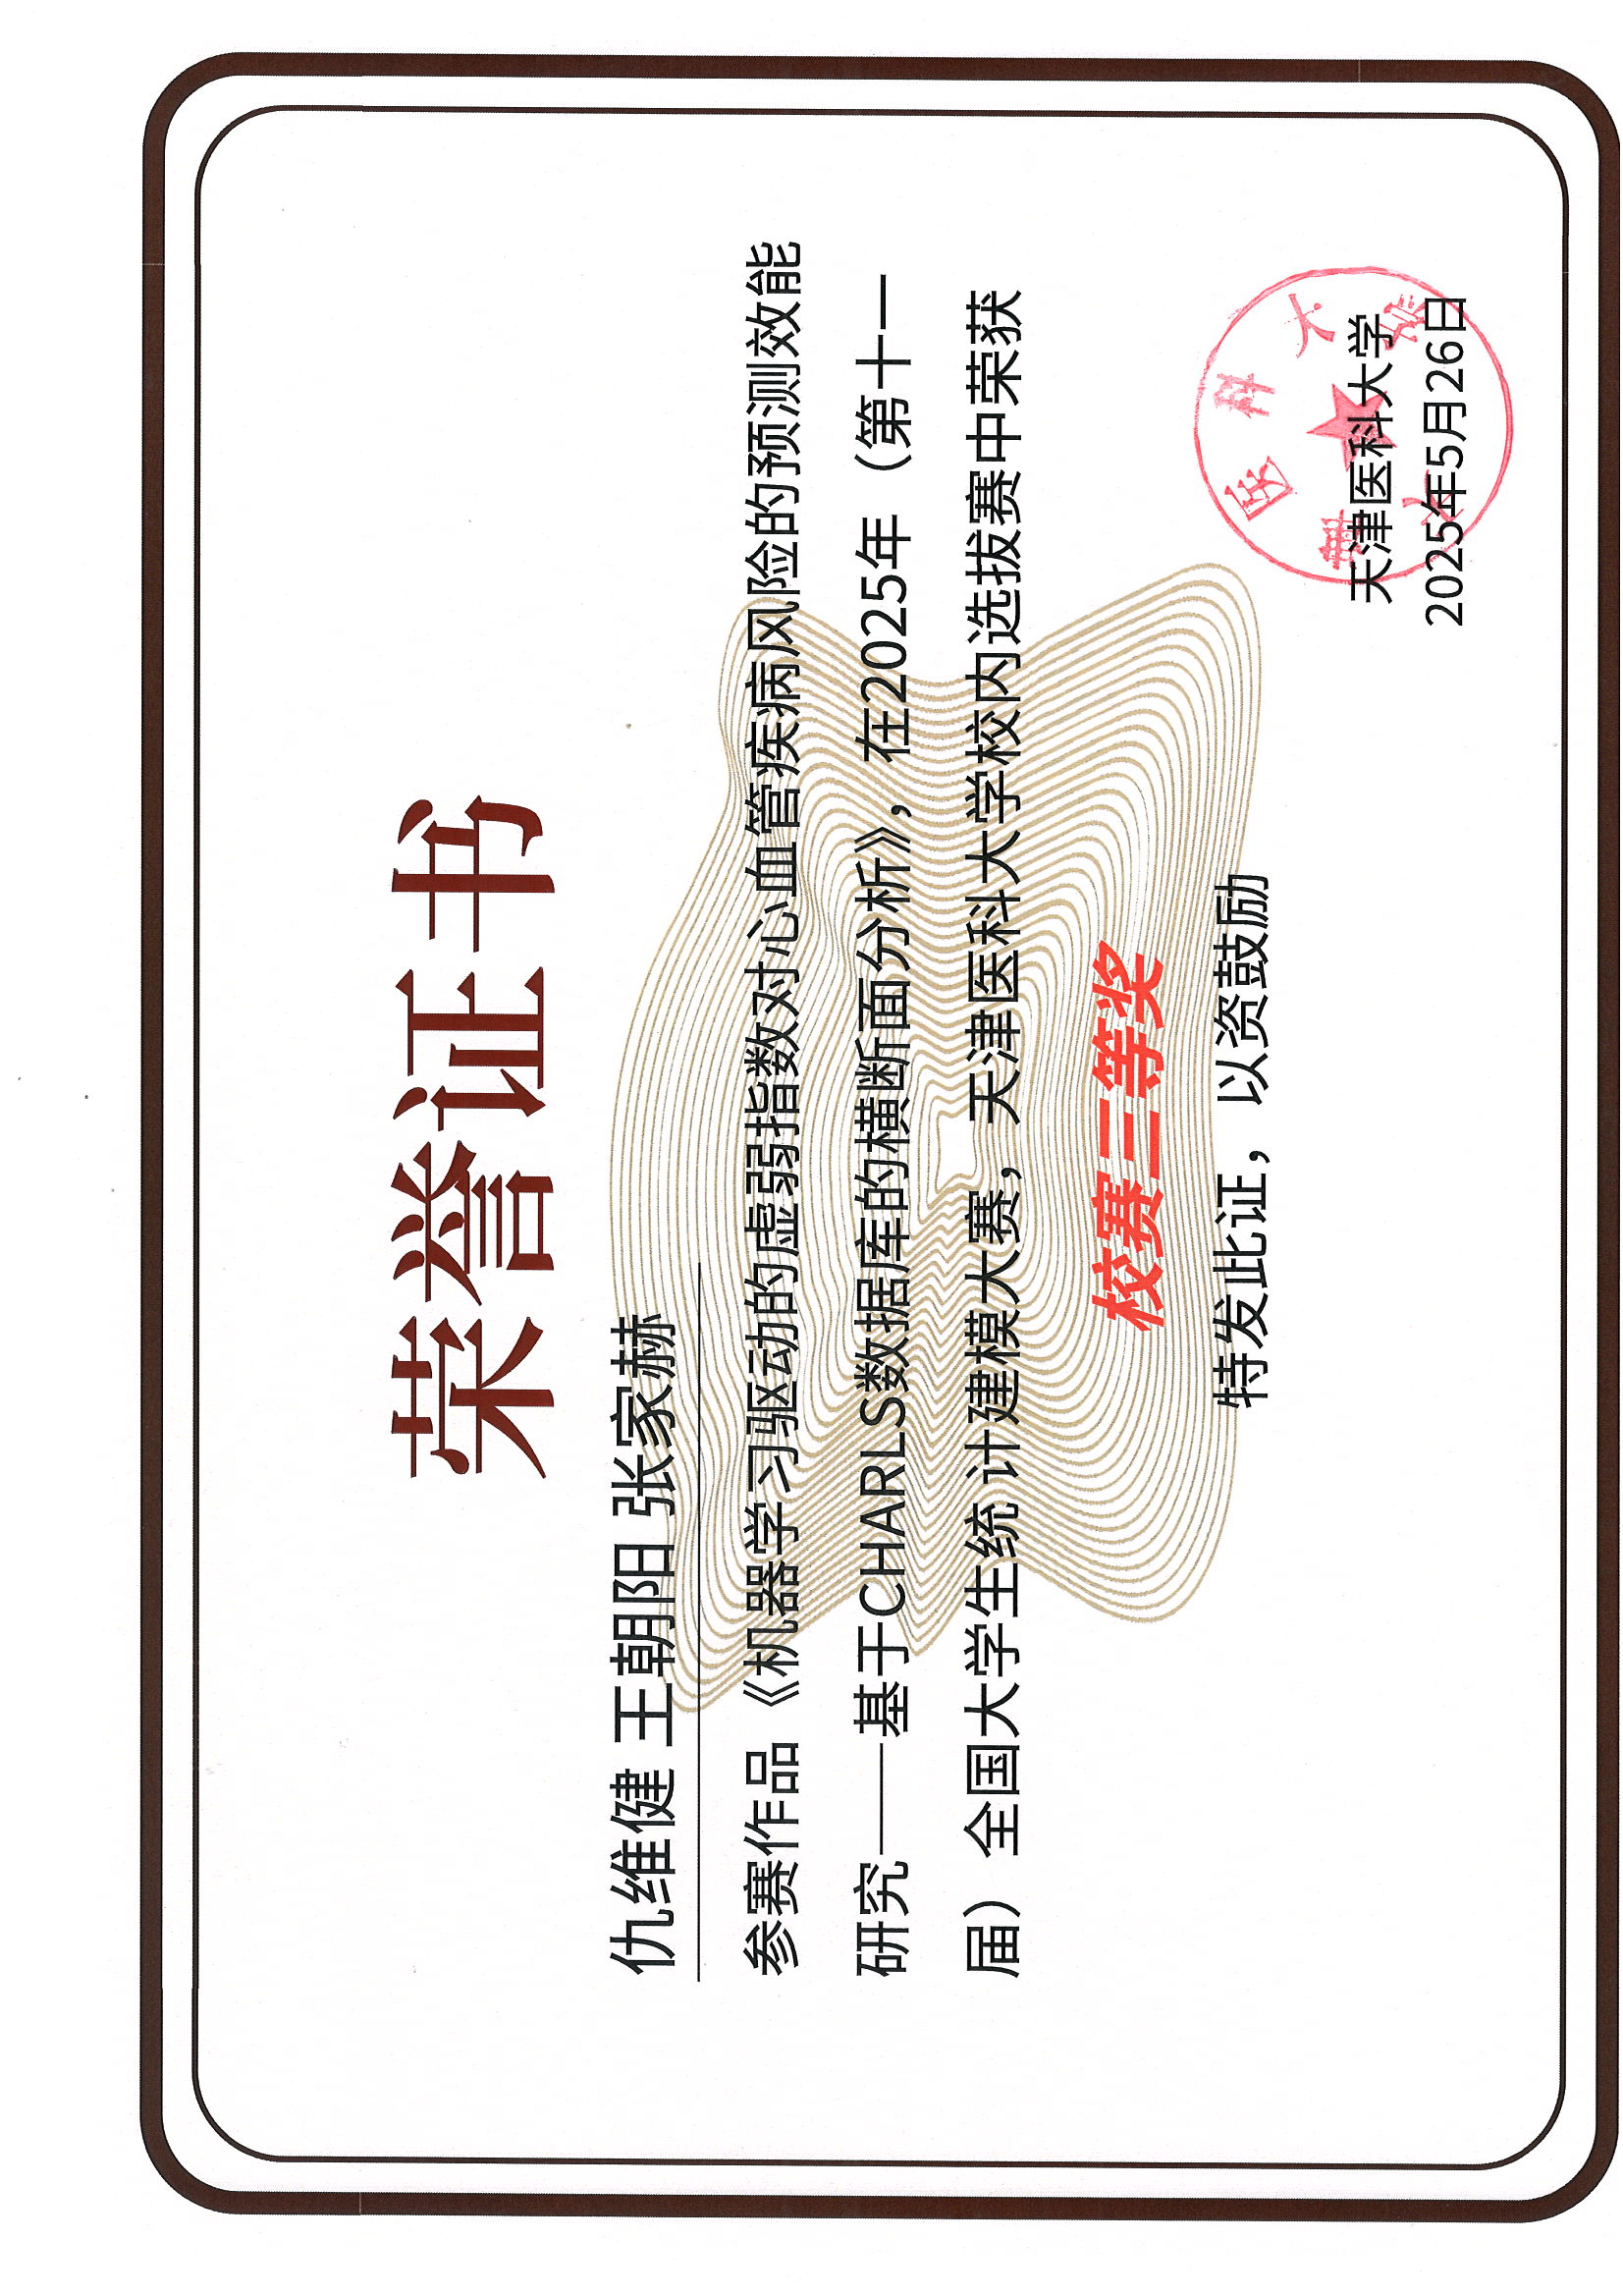 荣誉证书
仇维健 王朝阳 张家赫
参赛作品《机器学习驱动的虚弱指数对心血管疾病风险的预测效能
研究——基于CHARLS数据库的横断面分析》，在2025年（第十一
届）全国大学生统计建模大赛，天津医科大学校内选拔赛中荣获
校赛三等奖
特发此证，以资鼓励
天津医科大学
天津医科大学
2025年5月26日